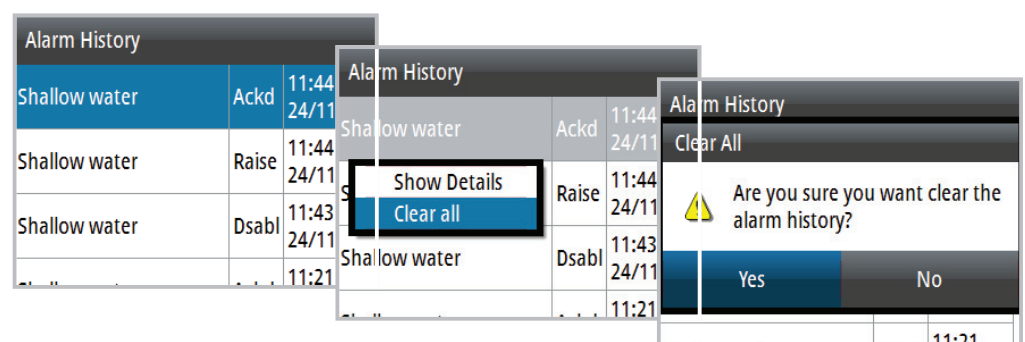 Alarm History
Shallow water Ackd 11:44
24/11
Shallow water Raise 11:44
24/11
Shallow water Dsabl 11:43
24/11
11:21
Alarm History
Shallow water Ackd 11:44
24/11
Show Details
Clear all
Raise 11:44
24/11
Shallow water Dsabl 11:43
24/11
11:21
Alarm History
Clear All
Are you sure you want clear the
alarm history?
Yes No
11:21